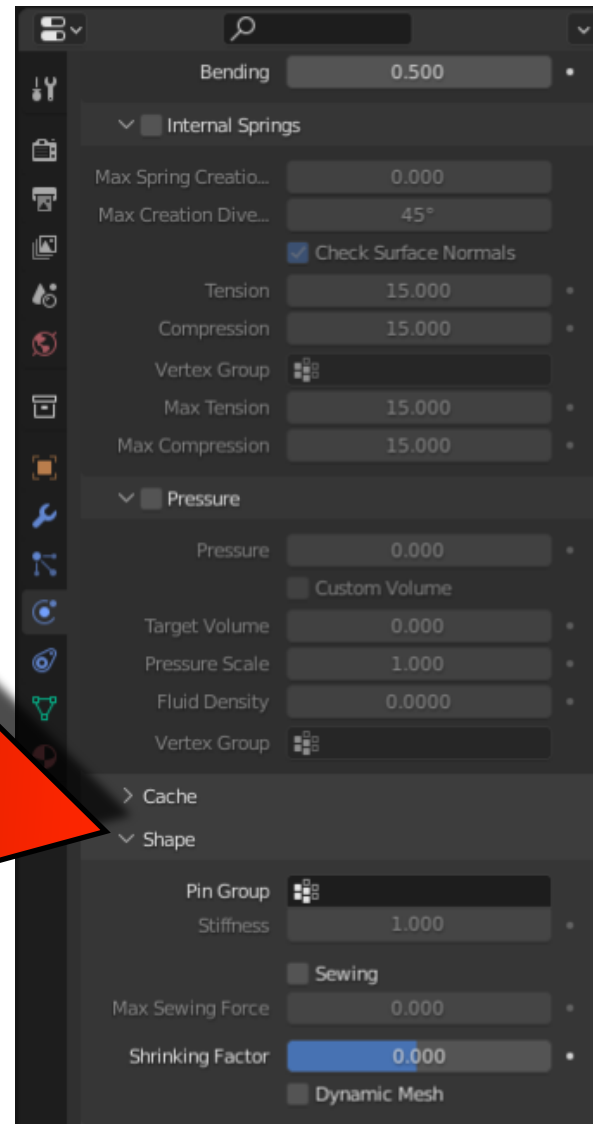 Bending 0.500
Internal Springs
Max Spring Creatio... 0.000
Max Creation Dive... 45°
Check Surface Normals
Tension 15.000
Compression 15.000
Vertex Group
Max Tension 15.000
Max Compression 15.000
Pressure
Pressure 0.000
Custom Volume
Target Volume 0.000
Pressure Scale 1.000
Fluid Density 0.0000
Vertex Group
Cache
Shape
Pin Group
Stiffness 1.000
Sewing
Max Sewing Force 0.000
Shrinking Factor 0.000
Dynamic Mesh